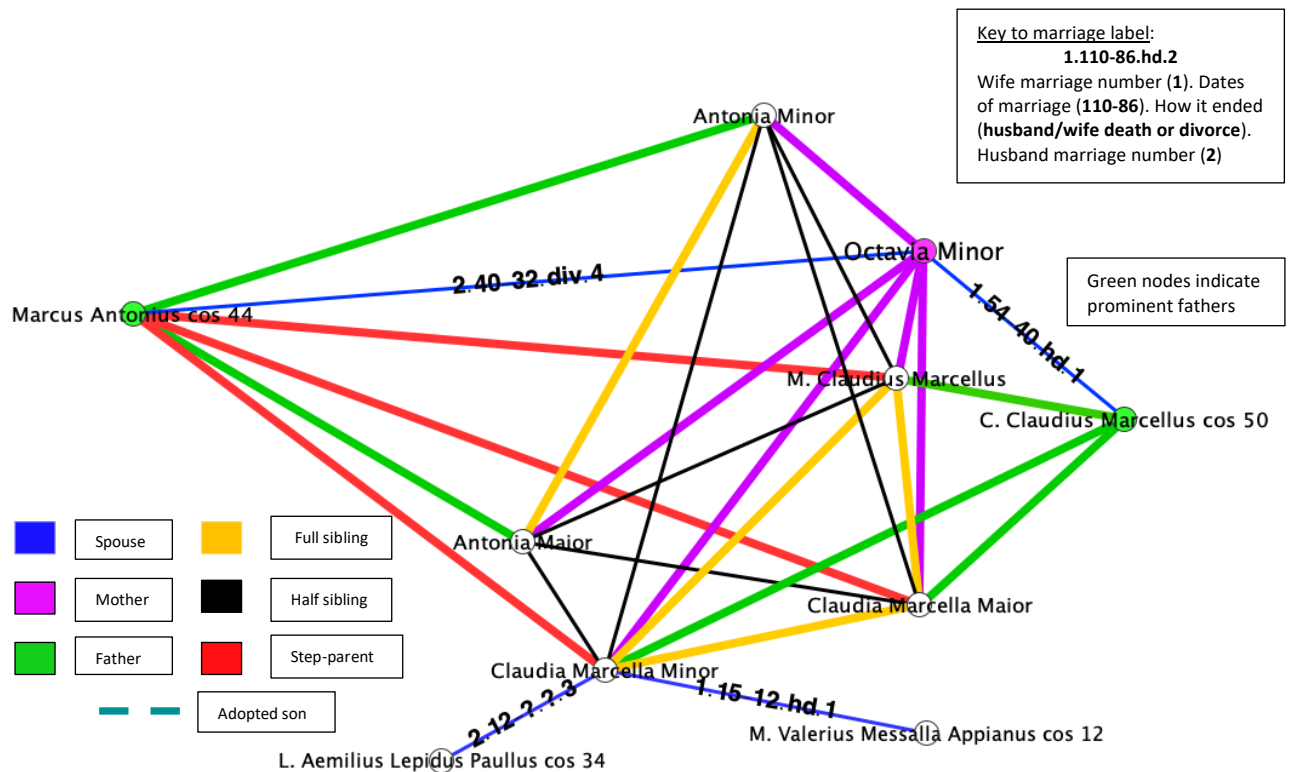 Key to marriage label:
1.110-86.hd.2
Wife marriage number (1). Dates
of marriage (110-86). How it ended
(husband/wife death or divorce).
Husband marriage number (2)
Antonia Minor
Octavia Minor
Green nodes indicate
prominent fathers
2.40-32.div.4
1.54-40.hd.1
Marcus Antonius cos 44
M. Claudius Marcellus
C. Claudius Marcellus cos 50
Antonia Maior
Claudia Marcella Maior
Claudia Marcella Minor
2.12-?.?.3
1.15-12.hd.1
M. Valerius Messalla Appianus cos 12
L. Aemilius Lepidus Paullus cos 34
Spouse
Full sibling
Mother
Half sibling
Father
Step-parent
Adopted son